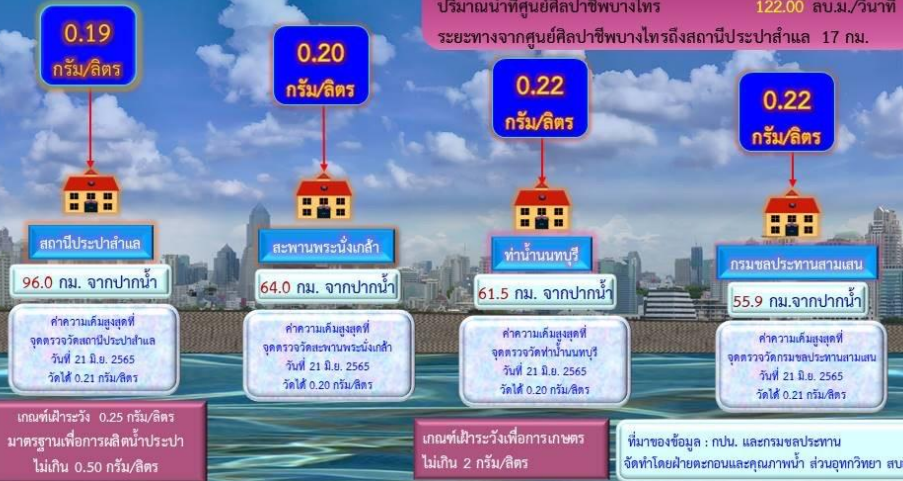 ปริมาณน้ำที่ศูนย์ศิลปาชีพบางไทร 122.00 ลบ.ม./วินาที
ระยะทางจากศูนย์ศิลปาชีพบางไทรถึงสถานีประปาสำแล 17 กม.
0.19
กรัม/ลิตร
0.20
กรัม/ลิตร
0.22
กรัม/ลิตร
0.22
กรัม/ลิตร
สถานีประปาสำแล
96.0 กม. จากปากน้ำ
ค่าความเค็มสูงสุดที่
จุดตรวจวัดสถานีประปาสำแล
วันที่ 21 มิ.ย. 2565
วัดได้ 0.21 กรัม/ลิตร
สะพานพระนั่งเกล้า
64.0 กม. จากปากน้ำ
ค่าความเค็มสูงสุดที่
จุดตรวจวัดสะพานพระนั่งเกล้า
วันที่ 21 มิ.ย. 2565
วัดได้ 0.20 กรัม/ลิตร
ท่าน้ำนนทบุรี
61.5 กม. จากปากน้ำ
ค่าความเค็มสูงสุดที่
จุดตรวจวัดท่าน้ำนนทบุรี
วันที่ 21 มิ.ย. 2565
วัดได้ 0.20 กรัม/ลิตร
กรมชลประทานสามเสน
55.9 กม.จากปากน้ำ
ค่าความเค็มสูงสุดที่
จุดตรวจวัดกรมชลประทานสามเสน
วันที่ 21 มิ.ย. 2565
วัดได้ 0.21 กรัม/ลิตร
เกณฑ์เฝ้าระวัง 0.25 กรัม/ลิตร
มาตรฐานเพื่อการผลิตน้ำประปา
ไม่เกิน 0.50 กรัม/ลิตร
เกณฑ์เฝ้าระวังเพื่อการเกษตร
ไม่เกิน 2 กรัม/ลิตร
ที่มาของข้อมูล : กปน. และกรมชลประทาน
จัดทำโดยฝ่ายตะกอนและคุณภาพน้ำ ส่วนอุทกวิทยา